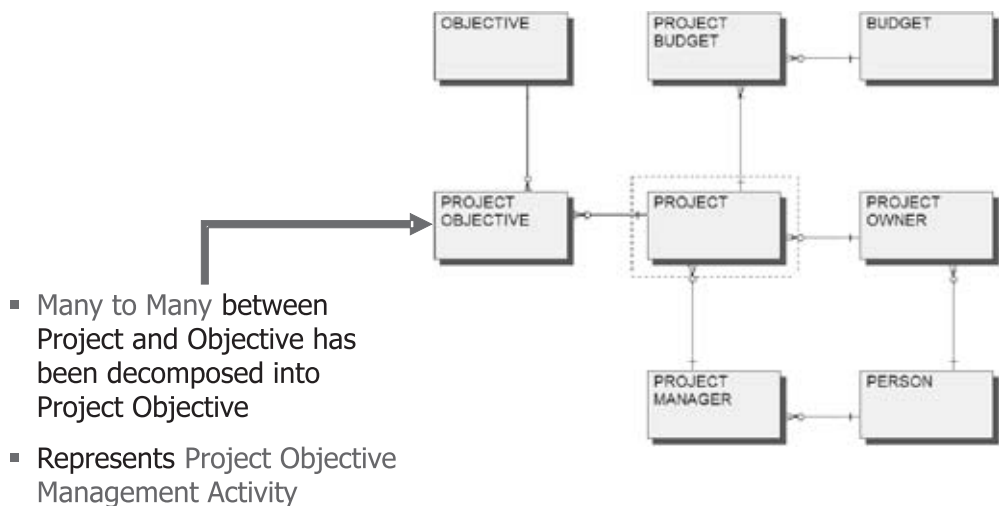 OBJECTIVE
PROJECT
BUDGET
BUDGET
PROJECT
OBJECTIVE
PROJECT
PROJECT
OWNER
PROJECT
MANAGER
PERSON
▪ Many to Many between
Project and Objective has
been decomposed into
Project Objective
▪ Represents Project Objective
Management Activity